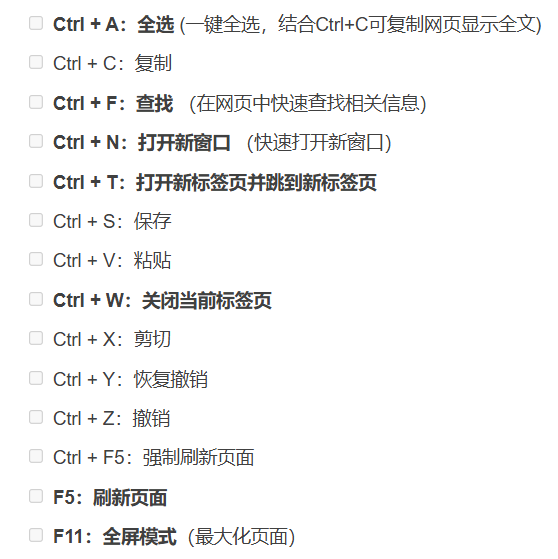 Ctrl + A：全选 (一键全选，结合Ctrl+C可复制网页显示全文)
Ctrl + C：复制
Ctrl + F：查找 （在网页中快速查找相关信息)
Ctrl + N：打开新窗口 （快速打开新窗口）
Ctrl + T：打开新标签页并跳到新标签页
Ctrl + S：保存
Ctrl + V：粘贴
Ctrl + W：关闭当前标签页
Ctrl + X：剪切
Ctrl + Y：恢复撤销
Ctrl + Z：撤销
Ctrl + F5：强制刷新页面
F5：刷新页面
F11：全屏模式（最大化页面）